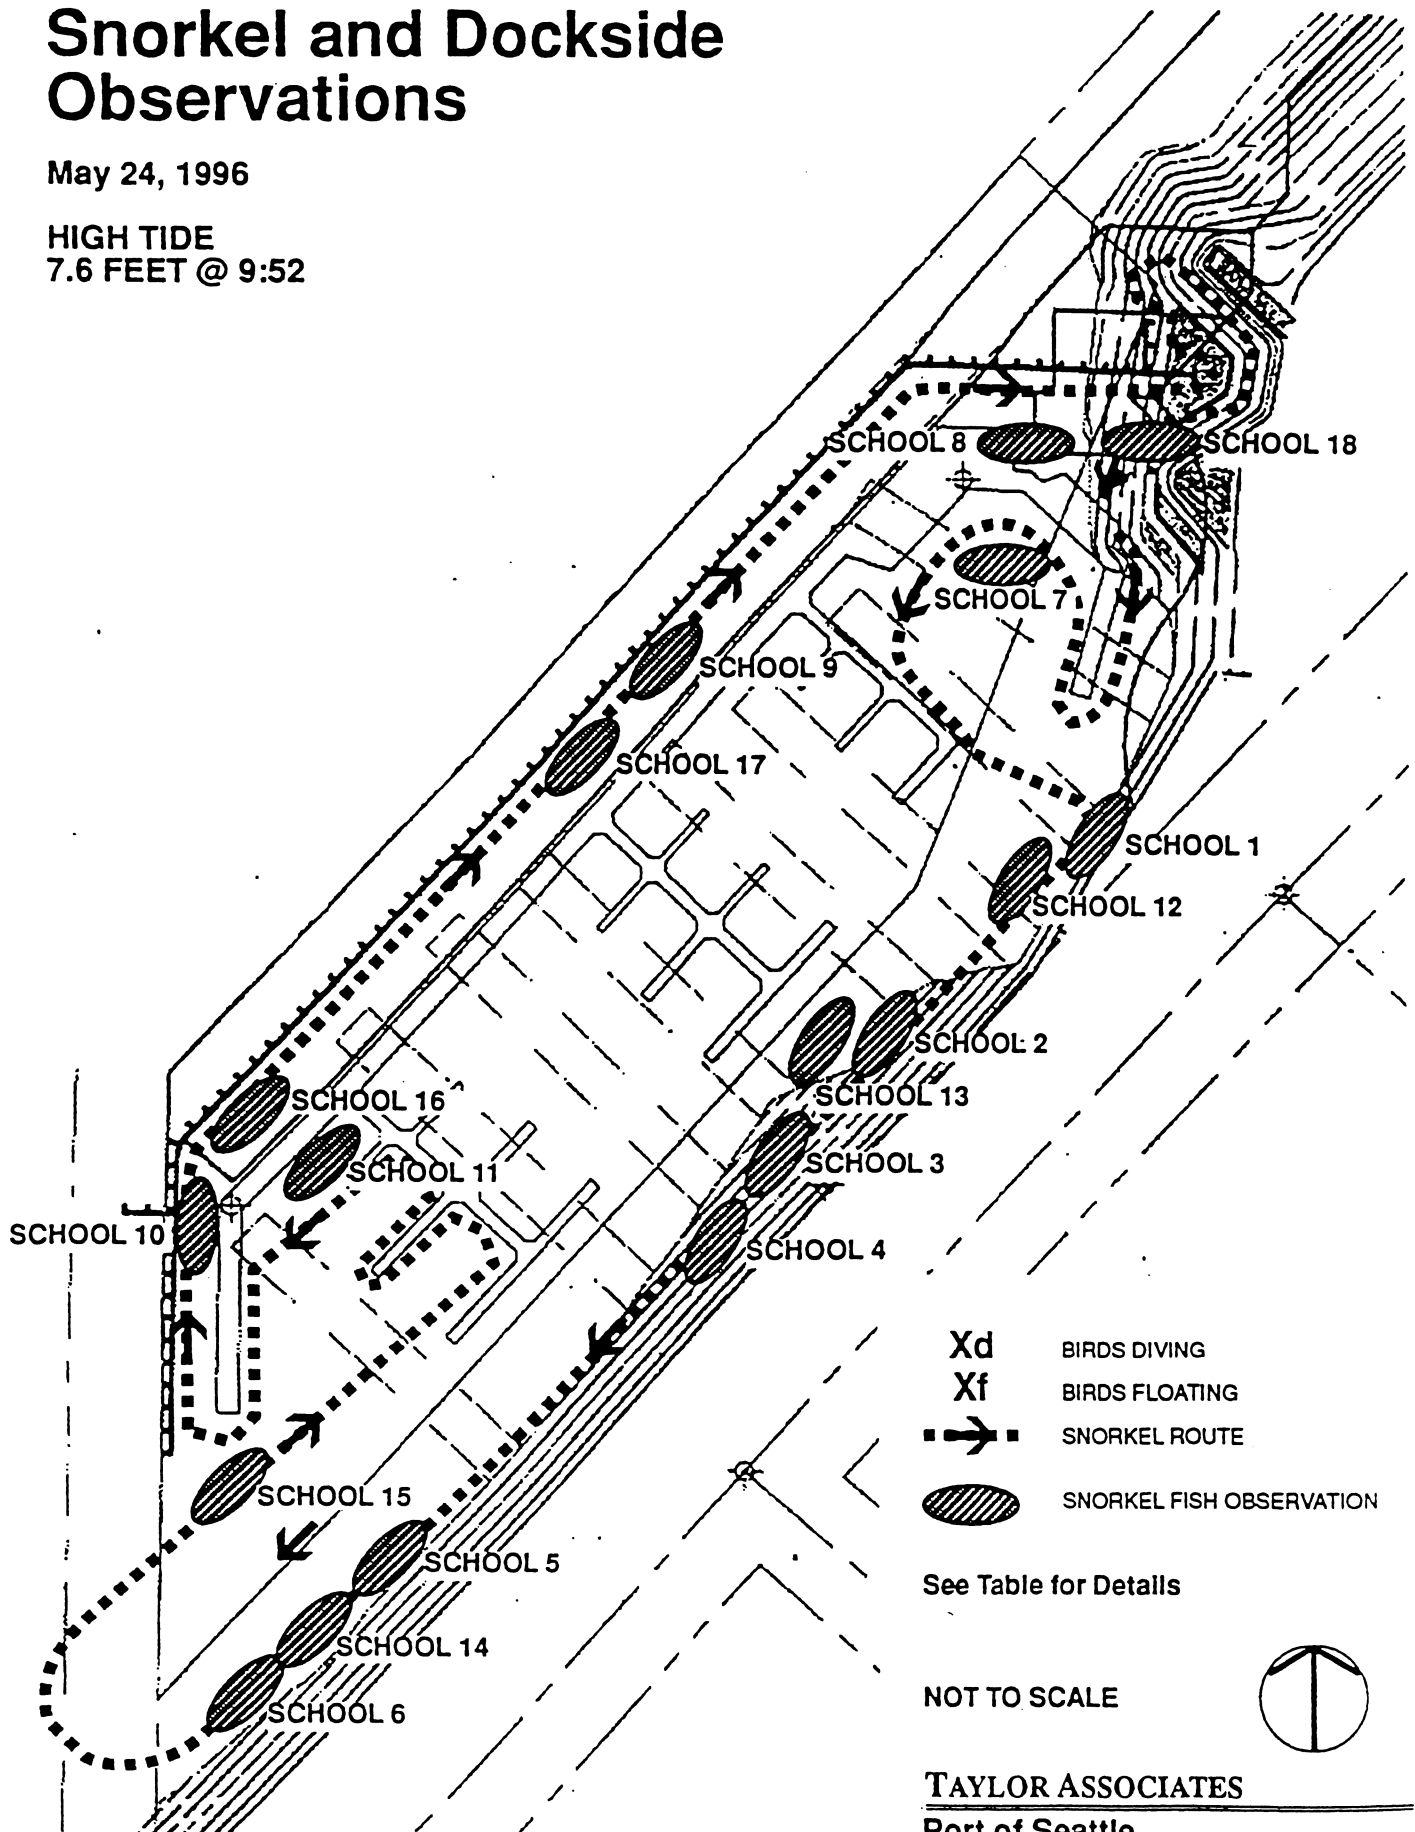 Snorkel and Dockside
Observations
May 24, 1996
HIGH TIDE
7.6 FEET @ 9:52
SCHOOL 8
SCHOOL 18
SCHOOL 7
SCHOOL 9
SCHOOL 17
SCHOOL 1
SCHOOL 12
SCHOOL 2
SCHOOL 13
SCHOOL 16
SCHOOL 3
SCHOOL 11
SCHOOL 10
SCHOOL 4
Xd BIRDS DIVING
Xf BIRDS FLOATING
SNORKEL ROUTE
SCHOOL 15
SNORKEL FISH OBSERVATION
SCHOOL 5
See Table for Details
SCHOOL 14
NOT TO SCALE
SCHOOL 6
TAYLOR ASSOCIATES
Port of Seattle